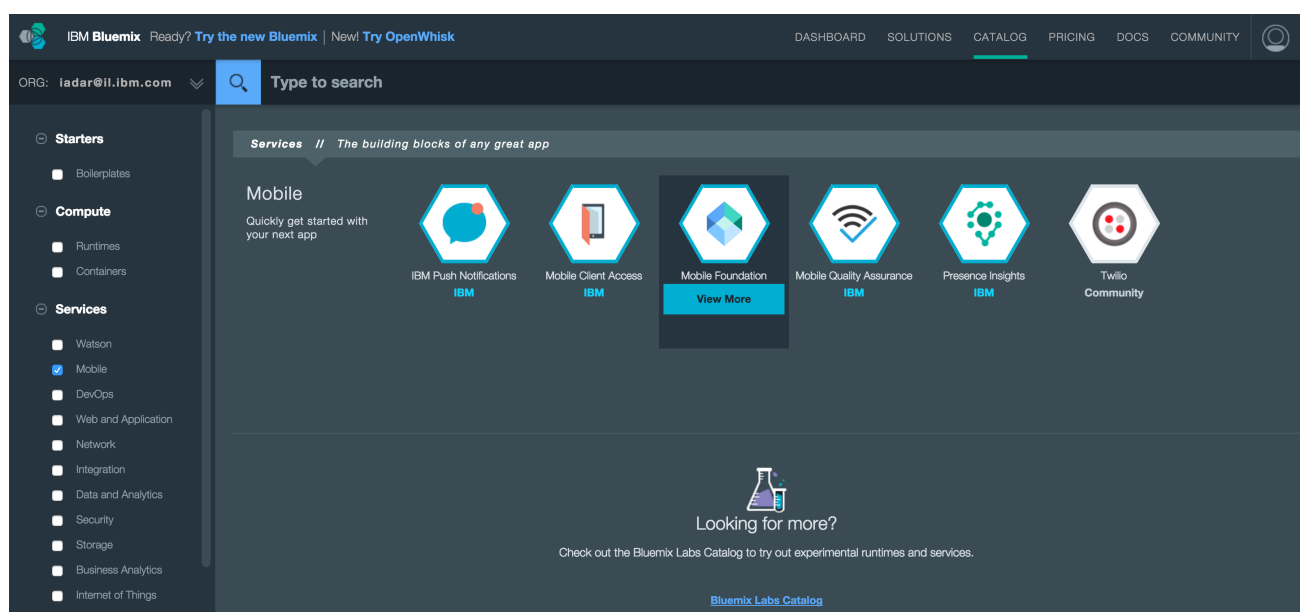 IBM Bluemix Ready? Try the new Bluemix | New! Try OpenWhisk
DASHBOARD SOLUTIONS CATALOG PRICING DOCS COMMUNITY
ORG: iadar@il.ibm.com
Type to search
Starters
Boilerplates
Compute
Runtimes
Containers
Services
Watson
Mobile
DevOps
Web and Application
Network
Integration
Data and Analytics
Security
Storage
Business Analytics
Internet of Things
Services // The building blocks of any great app
Mobile
Quickly get started with
your next app
IBM Push Notifications
IBM
Mobile Client Access
IBM
Mobile Foundation
View More
Mobile Quality Assurance
IBM
Presence Insights
IBM
Twilio
Community
Looking for more?
Check out the Bluemix Labs Catalog to try out experimental runtimes and services.
Bluemix Labs Catalog